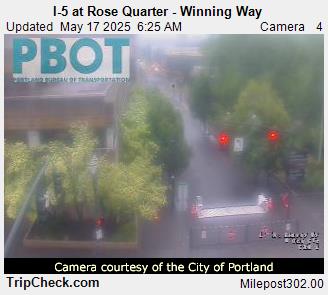 I-5 at Rose Quarter - Winning Way
Updated May 17 2025 6:25 AM Camera 4
PBOT
PORTLAND BUREAU OF TRANSPORTATION
Camera courtesy of the City of Portland
TripCheck.com Milepost302.00